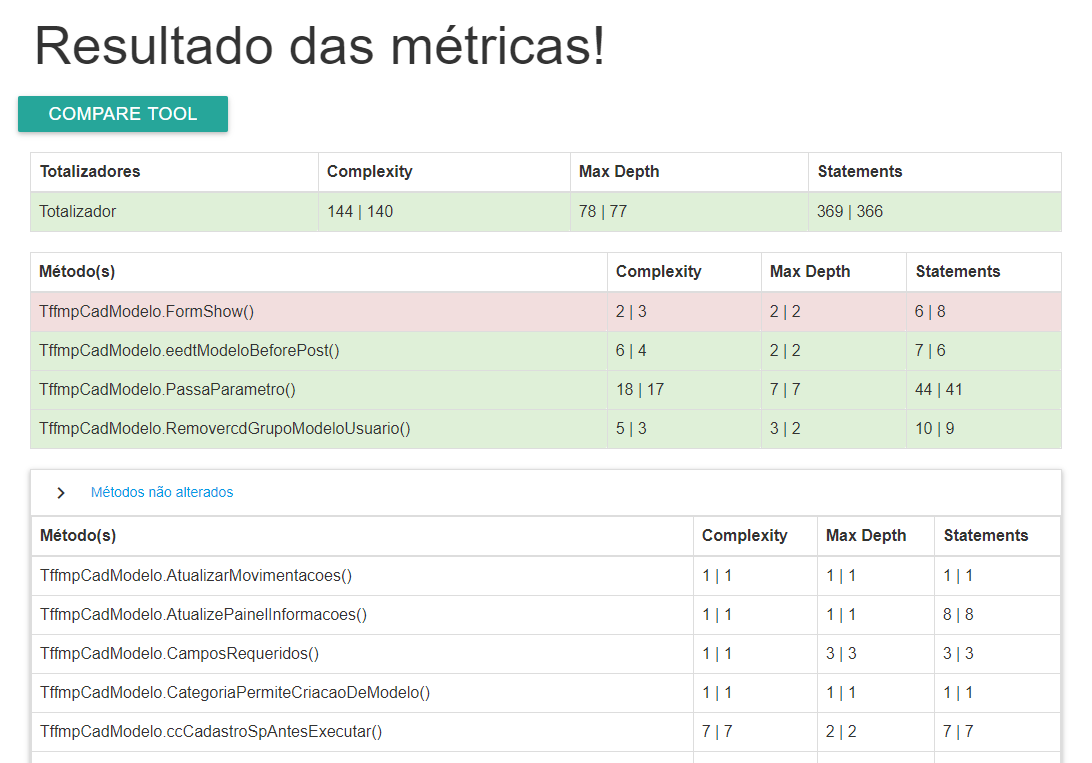 Resultado das métricas!
COMPARE TOOL
Totalizadores Complexity Max Depth Statements
Totalizador 144 | 140 78 | 77 369 | 366
Método(s) Complexity Max Depth Statements
TffmpCadModelo.FormShow() 2 | 3 2 | 2 6 | 8
TffmpCadModelo.eedtModeloBeforePost() 6 | 4 2 | 2 7 | 6
TffmpCadModelo.PassaParametro() 18 | 17 7 | 7 44 | 41
TffmpCadModelo.RemovercdGrupoModeloUsuario() 5 | 3 3 | 2 10 | 9
Métodos não alterados
Método(s) Complexity Max Depth Statements
TffmpCadModelo.AtualizarMovimentacoes() 1 | 1 1 | 1 1 | 1
TffmpCadModelo.AtualizePainelInformacoes() 1 | 1 1 | 1 8 | 8
TffmpCadModelo.CamposRequeridos() 1 | 1 3 | 3 3 | 3
TffmpCadModelo.CategoriaPermiteCriacaoDeModelo() 1 | 1 1 | 1 1 | 1
TffmpCadModelo.ccCadastroSpAntesExecutar() 7 | 7 2 | 2 7 | 7